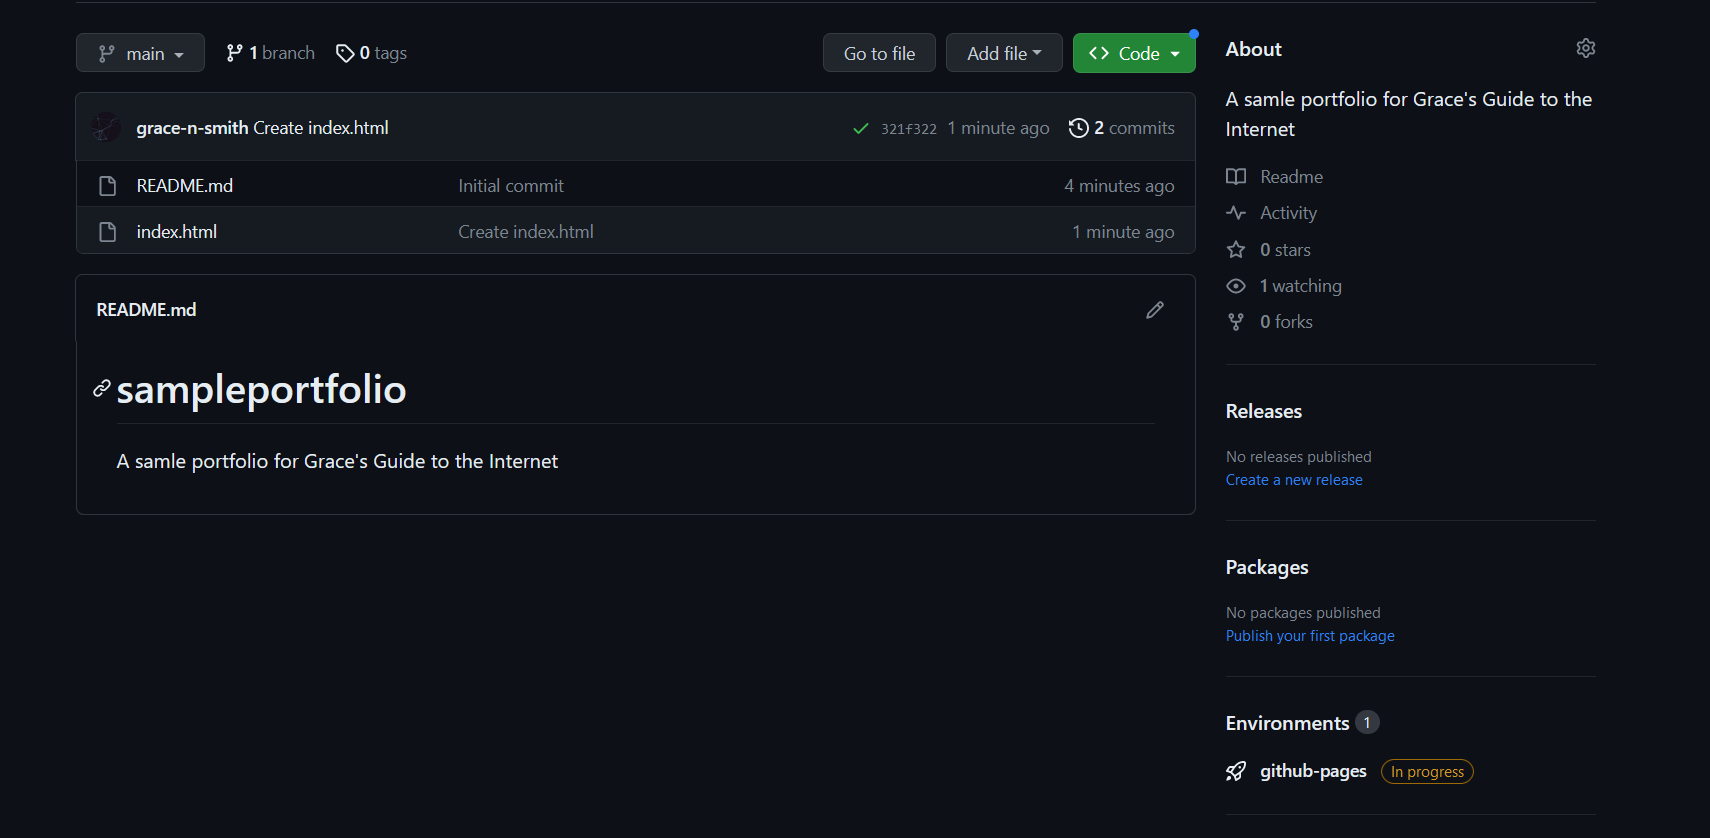 main
1 branch
0 tags
Go to file
Add file
Code
grace-n-smith Create index.html
321f322 1 minute ago
2 commits
README.md
Initial commit
4 minutes ago
index.html
Create index.html
1 minute ago
README.md
sampleportfolio
A samle portfolio for Grace's Guide to the Internet
About
A samle portfolio for Grace's Guide to the
Internet
Readme
Activity
0 stars
1 watching
0 forks
Releases
No releases published
Create a new release
Packages
No packages published
Publish your first package
Environments 1
github-pages In progress